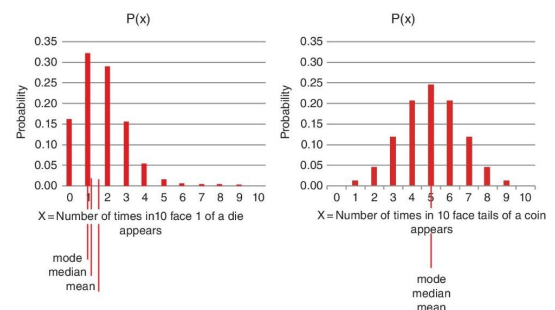 P(x)
Probability
0.35
0.30
0.25
0.20
0.15
0.10
0.05
0.00
0 1 2 3 4 5 6 7 8 9 10
X = Number of times in10 face 1 of a die
appears
mode
median
mean
P(x)
Probability
0.35
0.30
0.25
0.20
0.15
0.10
0.05
0.00
0 1 2 3 4 5 6 7 8 9 10
X = Number of times in 10 face tails of a coin
appears
mode
median
mean